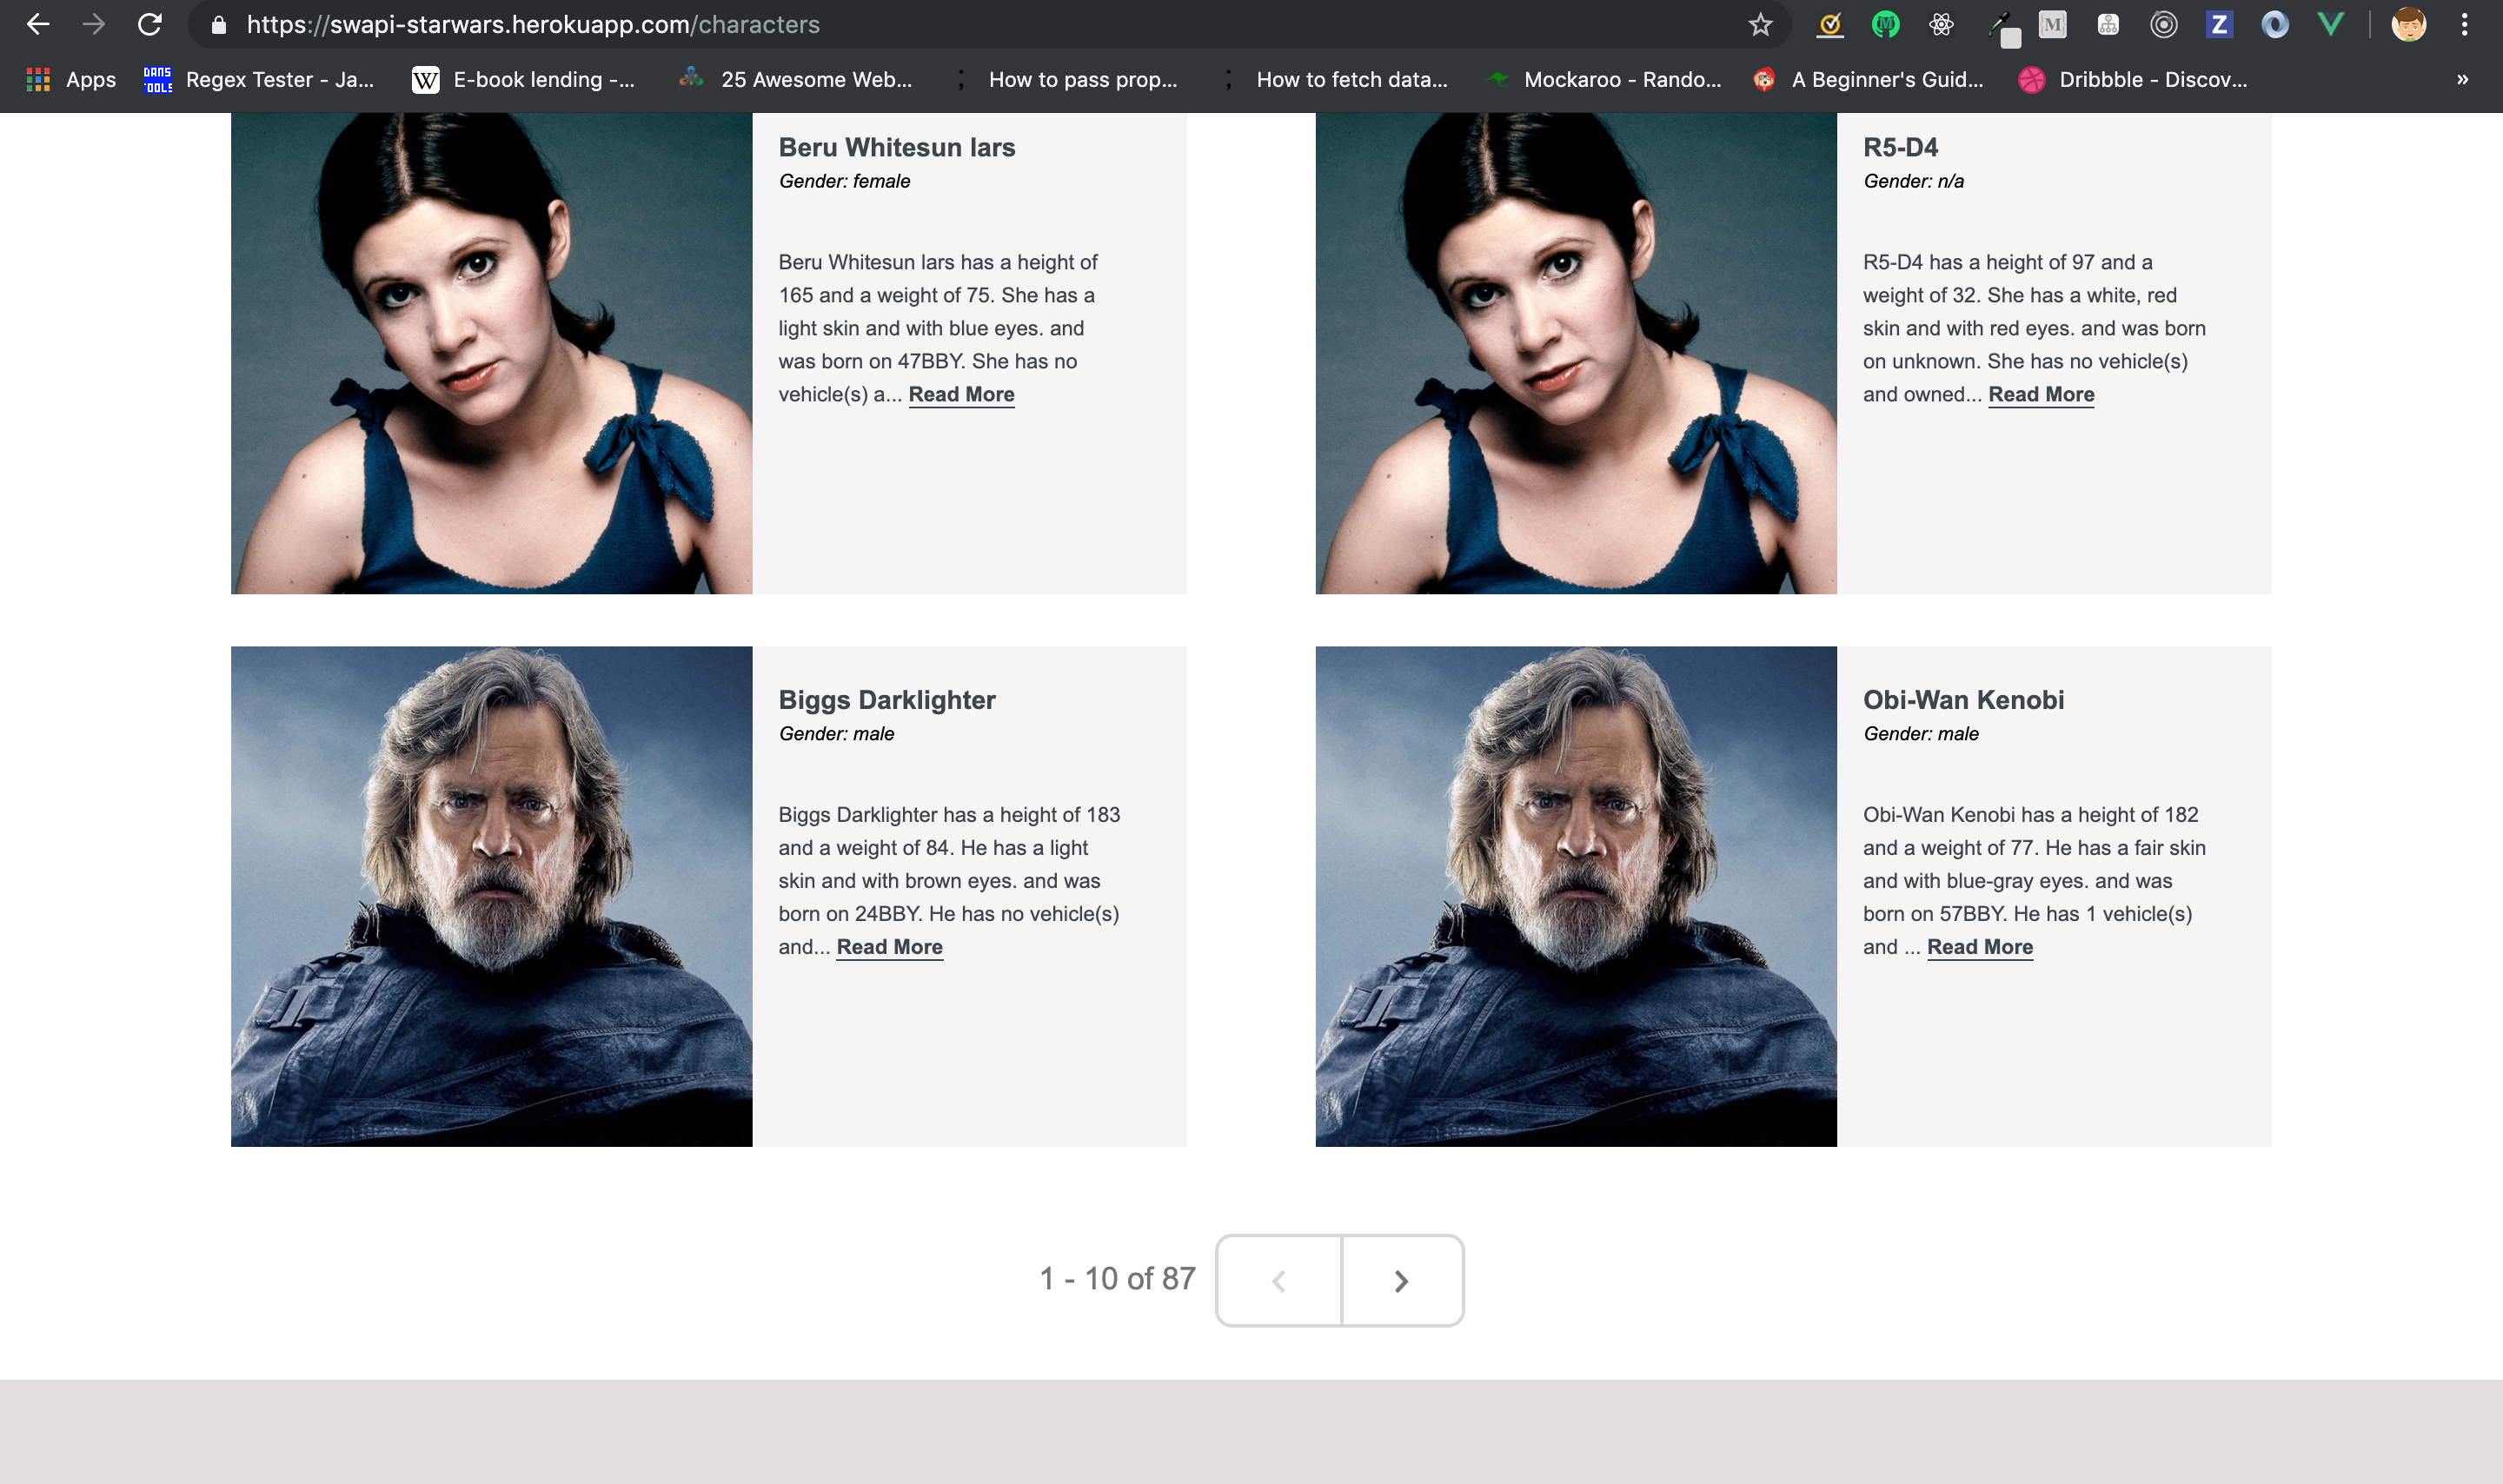 https://swapi-starwars.herokuapp.com/characters
Apps
DANS TOOLS
Regex Tester - Ja...
W
E-book lending -...
25 Awesome Web...
How to pass prop...
How to fetch data...
Mockaroo - Rando...
A Beginner's Guid...
Dribbble - Discov...
»
M
Z
Beru Whitesun lars
Gender: female
Beru Whitesun lars has a height of
165 and a weight of 75. She has a
light skin and with blue eyes. and
was born on 47BBY. She has no
vehicle(s) a... Read More
R5-D4
Gender: n/a
R5-D4 has a height of 97 and a
weight of 32. She has a white, red
skin and with red eyes. and was born
on unknown. She has no vehicle(s)
and owned... Read More
Biggs Darklighter
Gender: male
Biggs Darklighter has a height of 183
and a weight of 84. He has a light
skin and with brown eyes. and was
born on 24BBY. He has no vehicle(s)
and... Read More
Obi-Wan Kenobi
Gender: male
Obi-Wan Kenobi has a height of 182
and a weight of 77. He has a fair skin
and with blue-gray eyes. and was
born on 57BBY. He has 1 vehicle(s)
and ... Read More
1 - 10 of 87